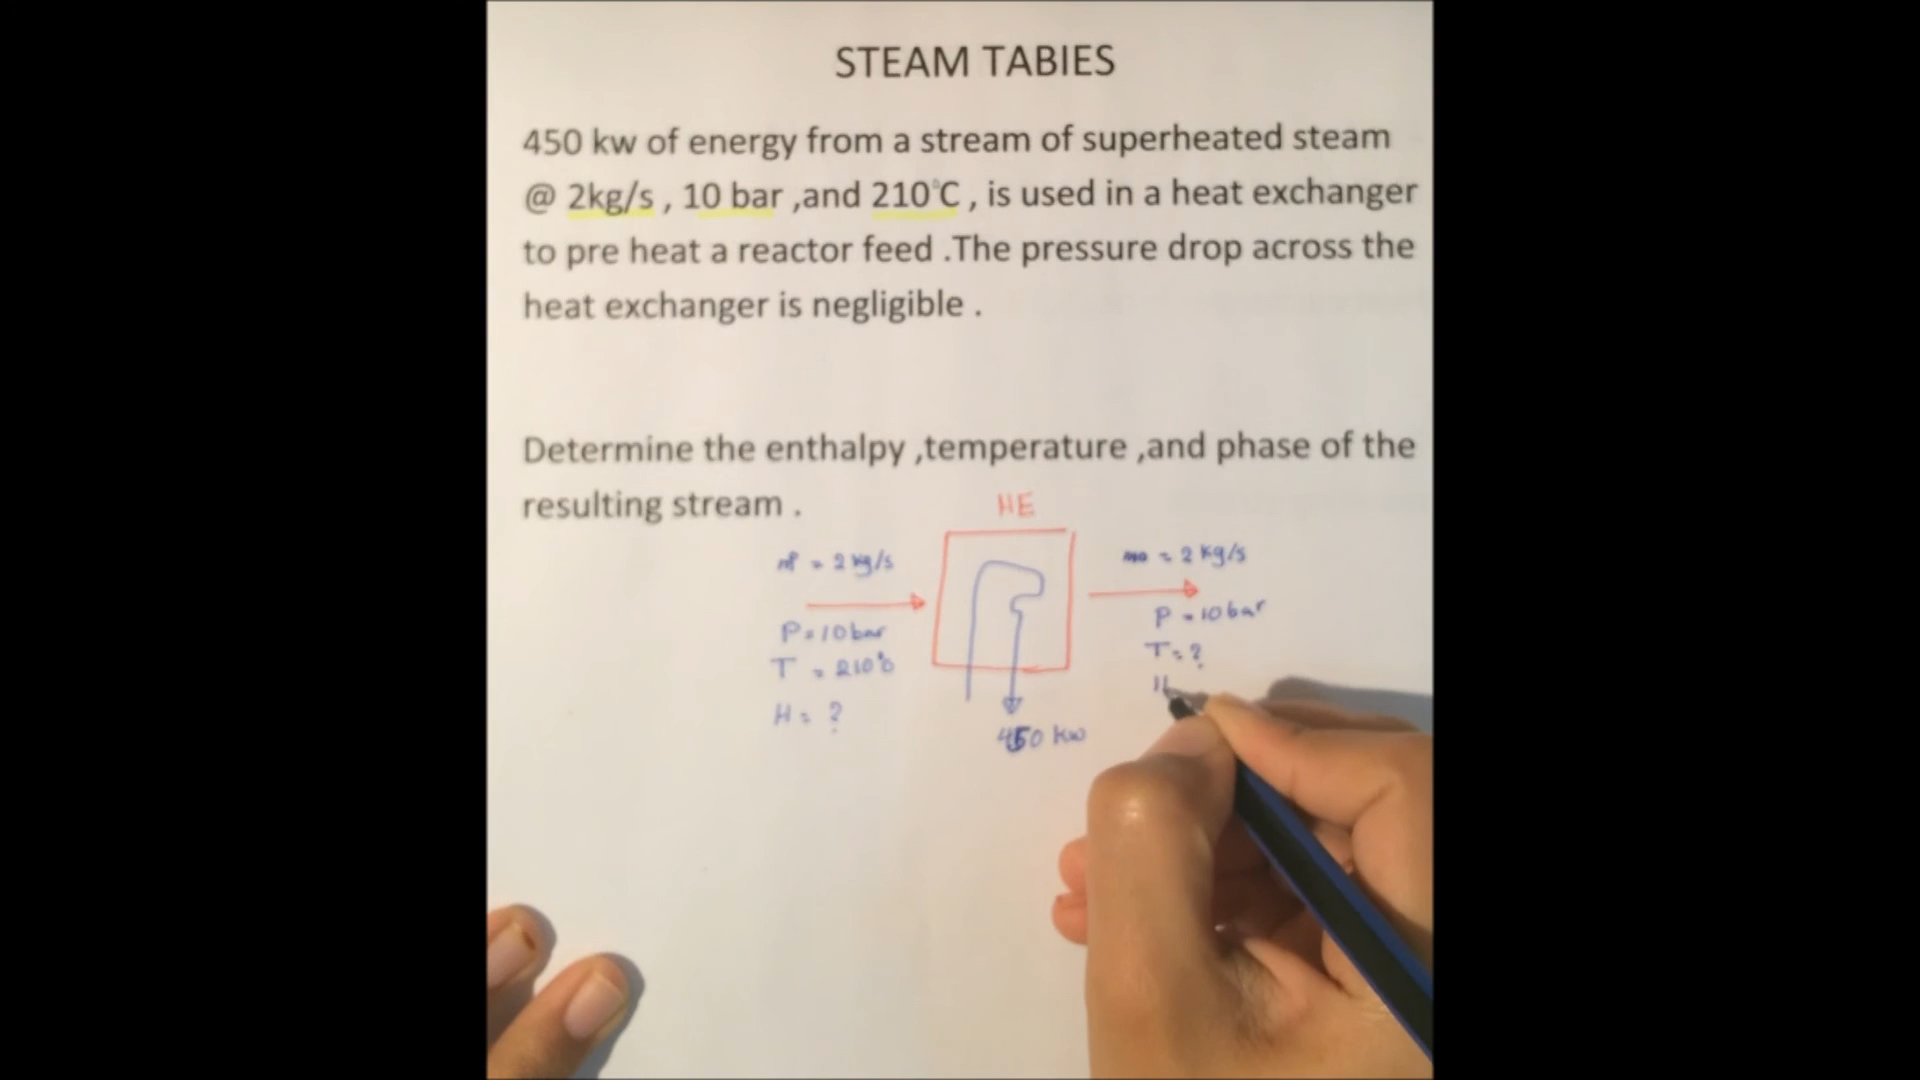 STEAM TABIES
450 kw of energy from a stream of superheated steam
@ 2kg/s , 10 bar ,and 210°C , is used in a heat exchanger
to pre heat a reactor feed .The pressure drop across the
heat exchanger is negligible .
Determine the enthalpy ,temperature ,and phase of the
resulting stream .
HE
= 2 kg/s
P = 10 bar
T = 210°C
H = ?
450 kw
= 2 kg/s
P = 10 bar
T = ?